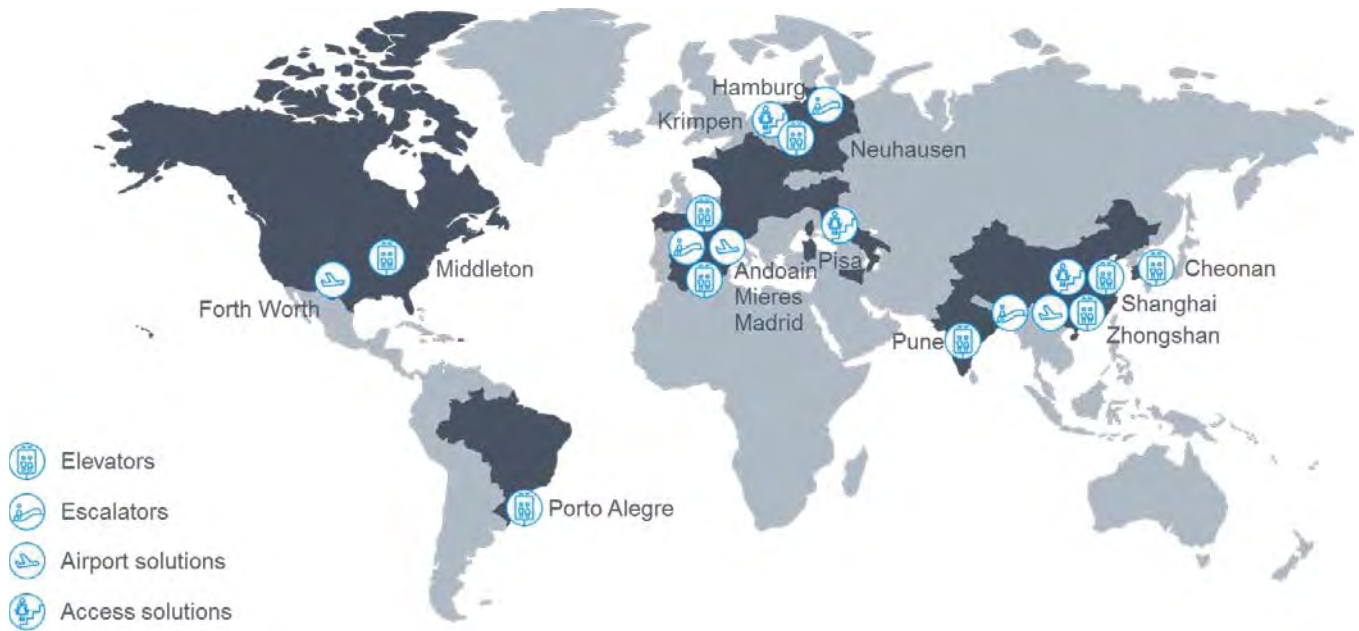 Hamburg
Krimpen
Neuhausen
Middleton
Forth Worth
Andoain
Mieres
Madrid
Pisa
Cheonan
Shanghai
Zhongshan
Pune
Porto Alegre
Elevators
Escalators
Airport solutions
Access solutions